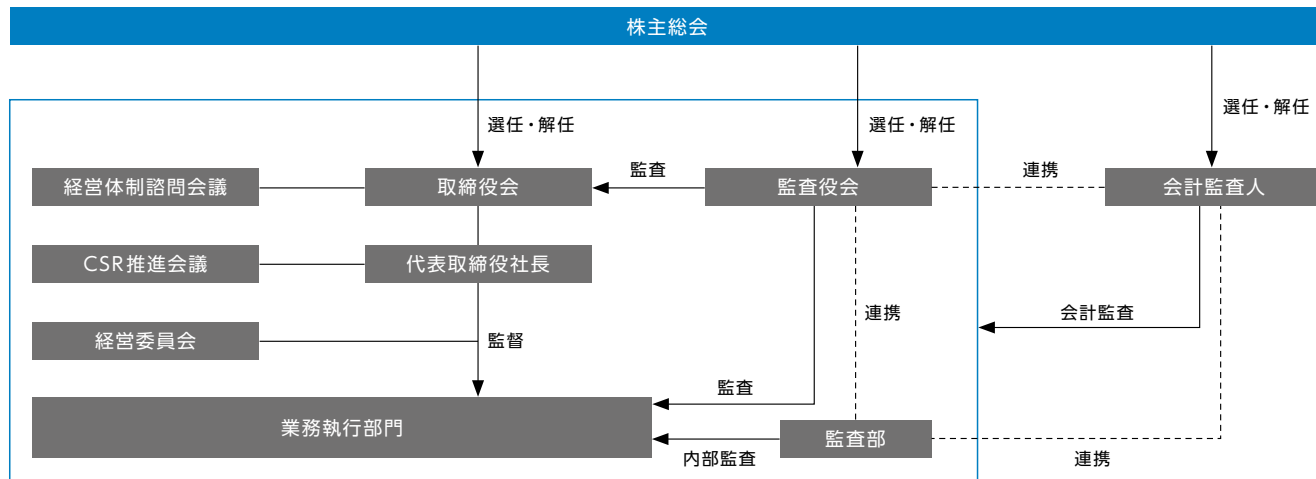 株主総会
選任・解任
選任・解任
選任・解任
経営体制諮問会議
取締役会
監査
監査役会
連携
会計監査人
CSR推進会議
代表取締役社長
連携
会計監査
経営委員会
監督
監査
業務執行部門
監査部
内部監査
連携